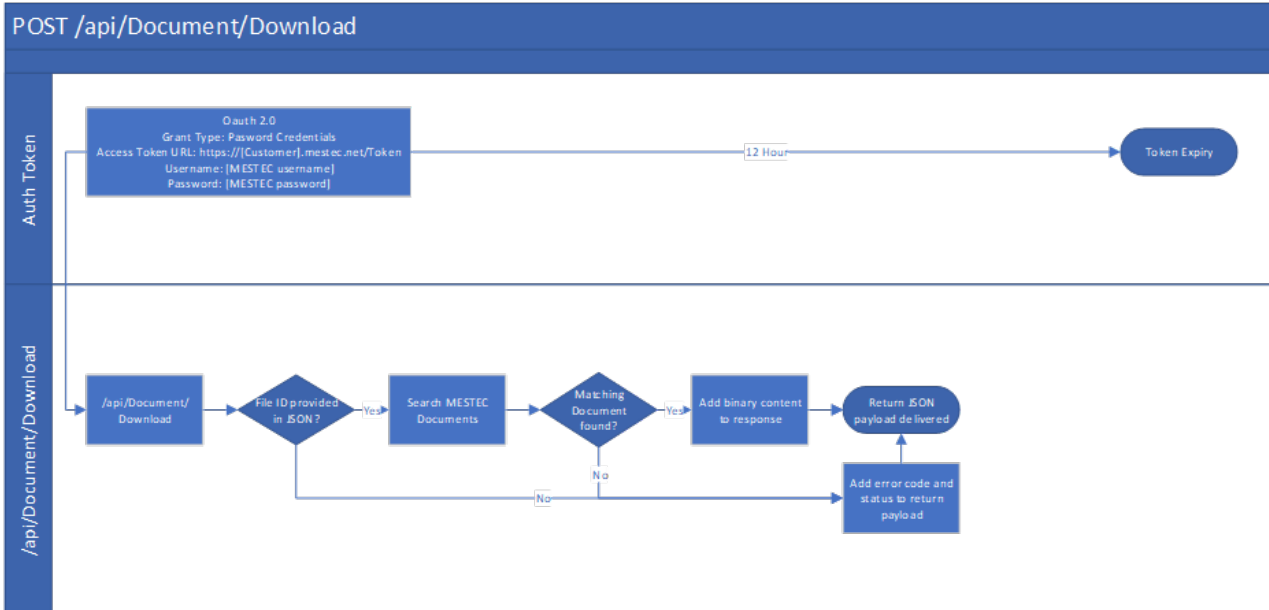 POST /api/Document/Download
Auth Token
Oauth 2.0
Grant Type: Pasword Credentials
Access Token URL: https://[Customer].mestec.net/Token
Username: [MESTEC username]
Password: [MESTEC password]
12 Hour
Token Expiry
/api/Document/Download
/api/Document/
Download
File ID provided
in JSON?
Yes
Search MESTEC
Documents
Matching
Document
found?
Yes
Add binary content
to response
Return JSON
payload delivered
No
No
Add error code and
status to return
payload